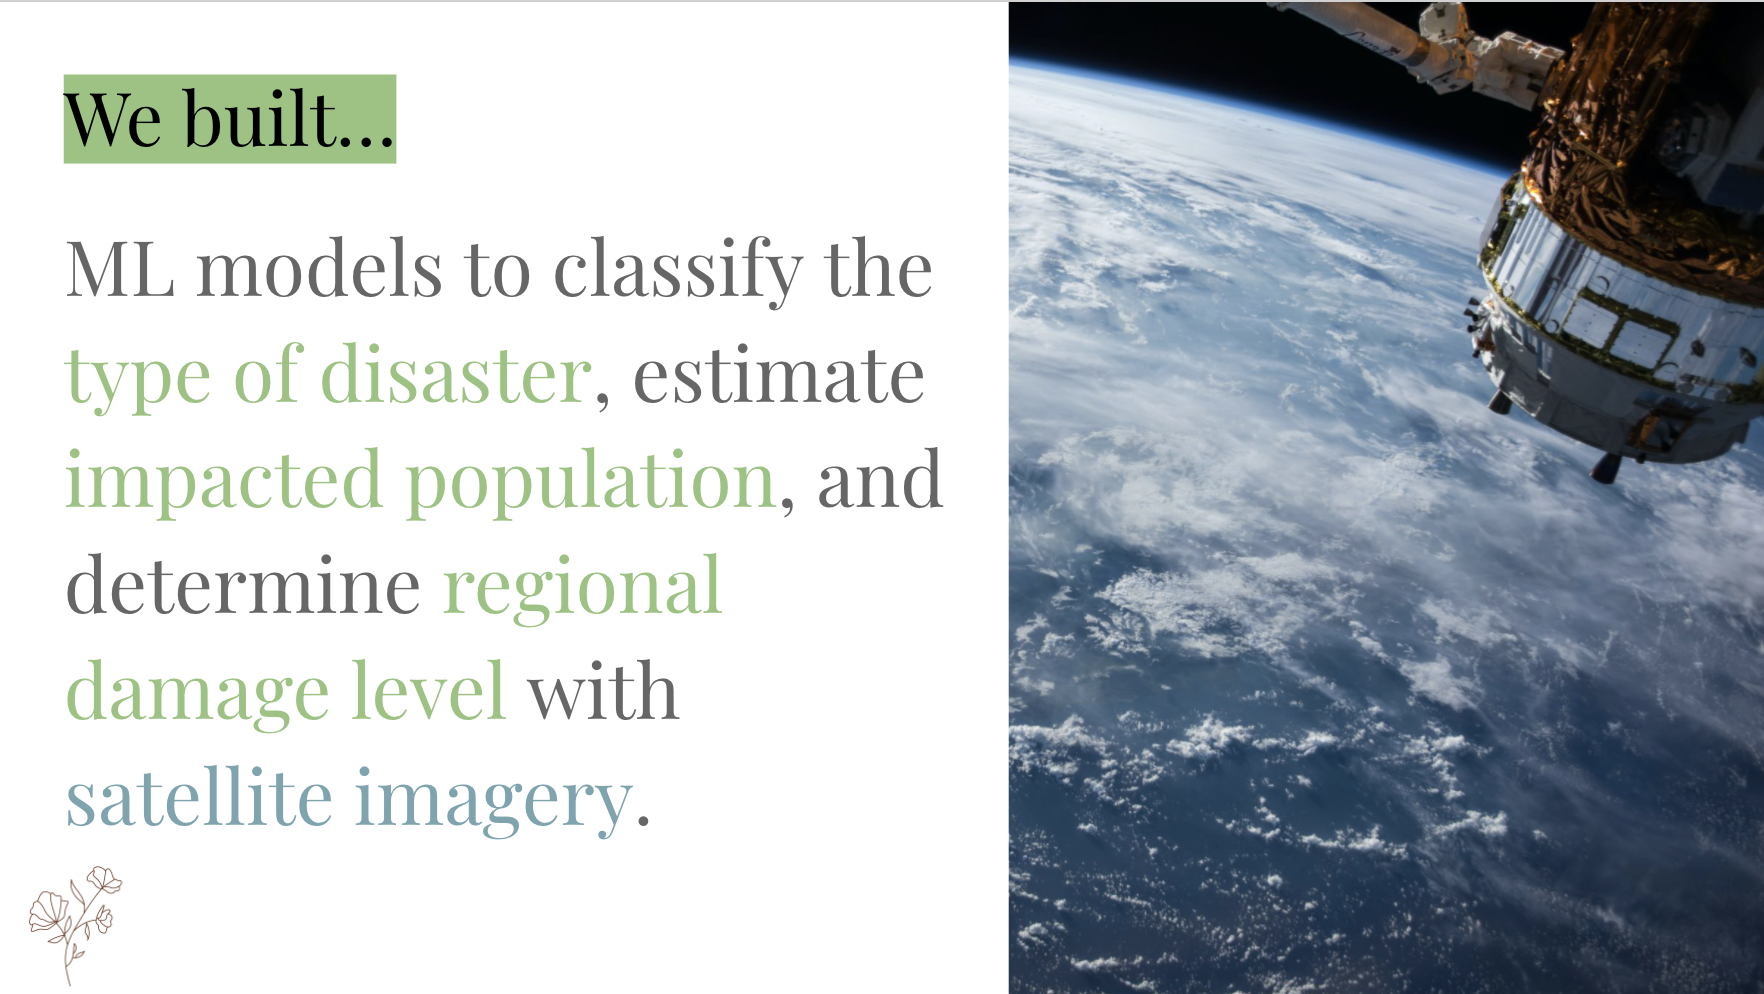 We built...
ML models to classify the
type of disaster, estimate
impacted population, and
determine regional
damage level with
satellite imagery.